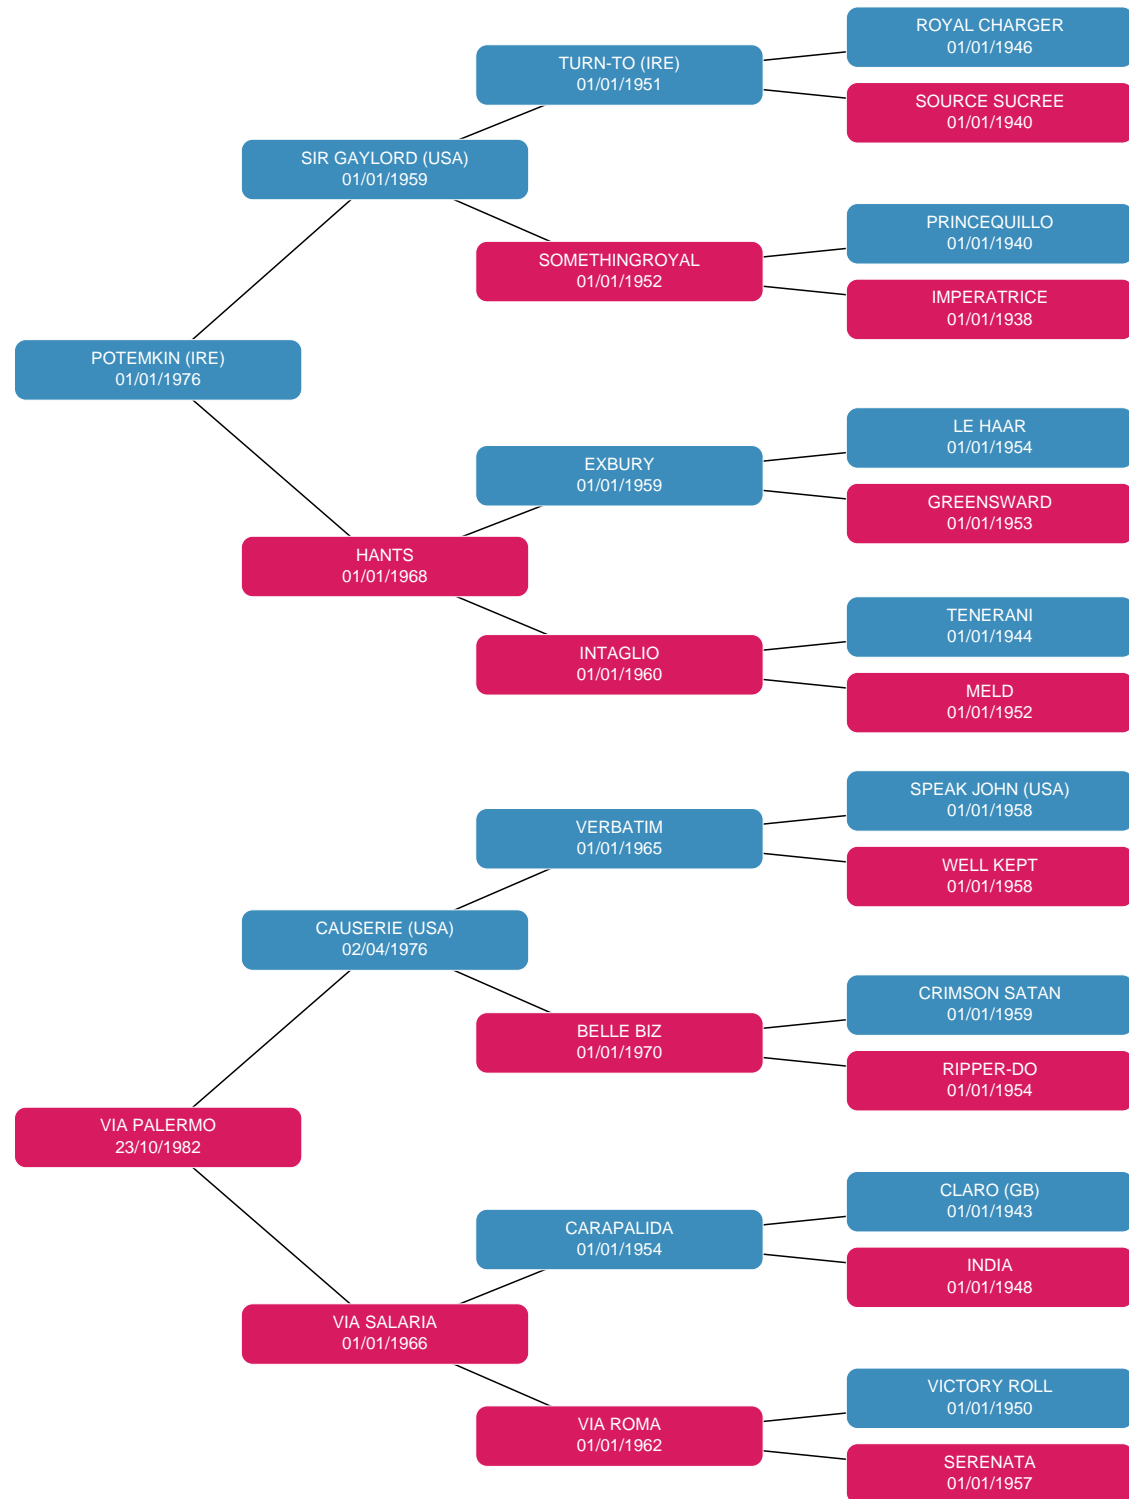 ROYAL CHARGER
01/01/1946
TURN-TO (IRE)
01/01/1951
SOURCE SUCREE
01/01/1940
SIR GAYLORD (USA)
01/01/1959
PRINCEQUILLO
01/01/1940
SOMETHINGROYAL
01/01/1952
IMPERATRICE
01/01/1938
POTEMKIN (IRE)
01/01/1976
LE HAAR
01/01/1954
EXBURY
01/01/1959
GREENSWARD
01/01/1953
HANTS
01/01/1968
TENERANI
01/01/1944
INTAGLIO
01/01/1960
MELD
01/01/1952
SPEAK JOHN (USA)
01/01/1958
VERBATIM
01/01/1965
WELL KEPT
01/01/1958
CAUSERIE (USA)
02/04/1976
CRIMSON SATAN
01/01/1959
BELLE BIZ
01/01/1970
RIPPER-DO
01/01/1954
VIA PALERMO
23/10/1982
CLARO (GB)
01/01/1943
CARAPALIDA
01/01/1954
INDIA
01/01/1948
VIA SALARIA
01/01/1966
VICTORY ROLL
01/01/1950
VIA ROMA
01/01/1962
SERENATA
01/01/1957